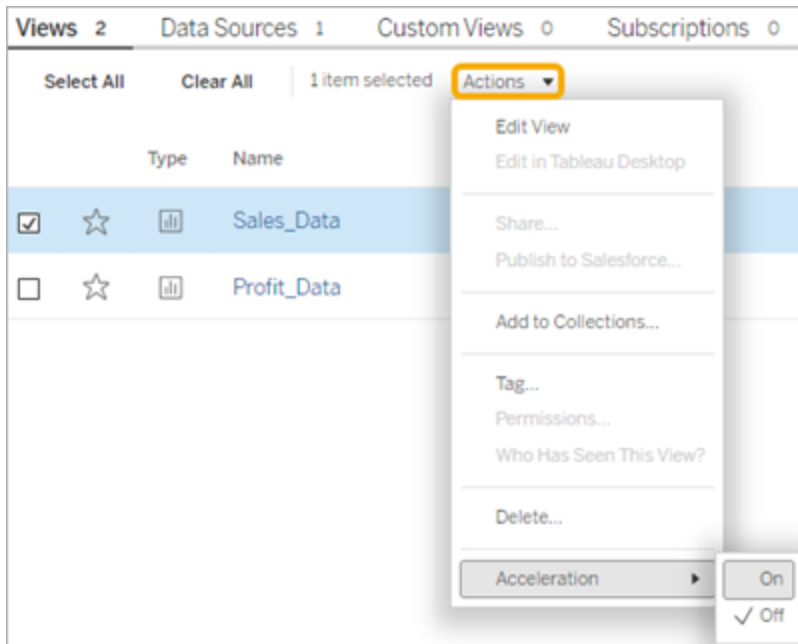 Views 2 Data Sources 1 Custom Views 0 Subscriptions 0
Select All Clear All 1 item selected Actions
Type Name
Sales_Data
Profit_Data
Edit View
Edit in Tableau Desktop
Share...
Publish to Salesforce...
Add to Collections...
Tag...
Permissions...
Who Has Seen This View?
Delete...
Acceleration
On
Off